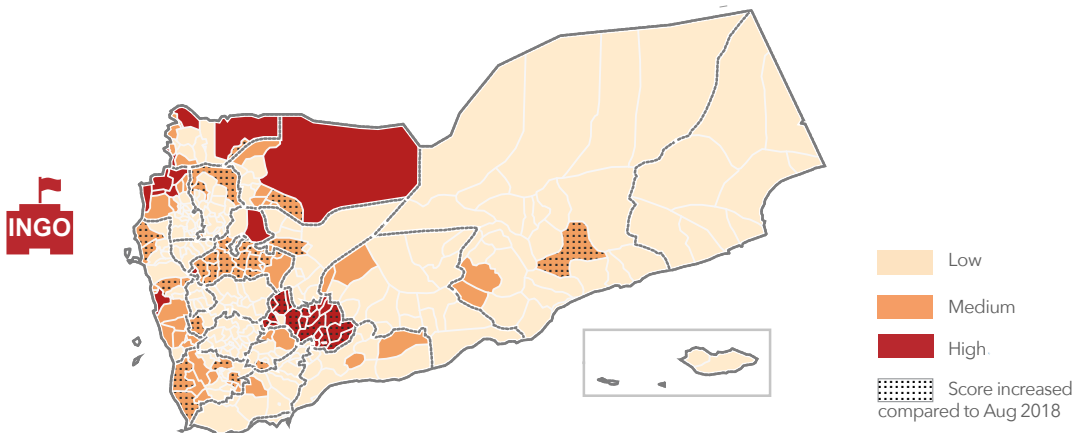 INGO
Low
Medium
High
Score increased
compared to Aug 2018